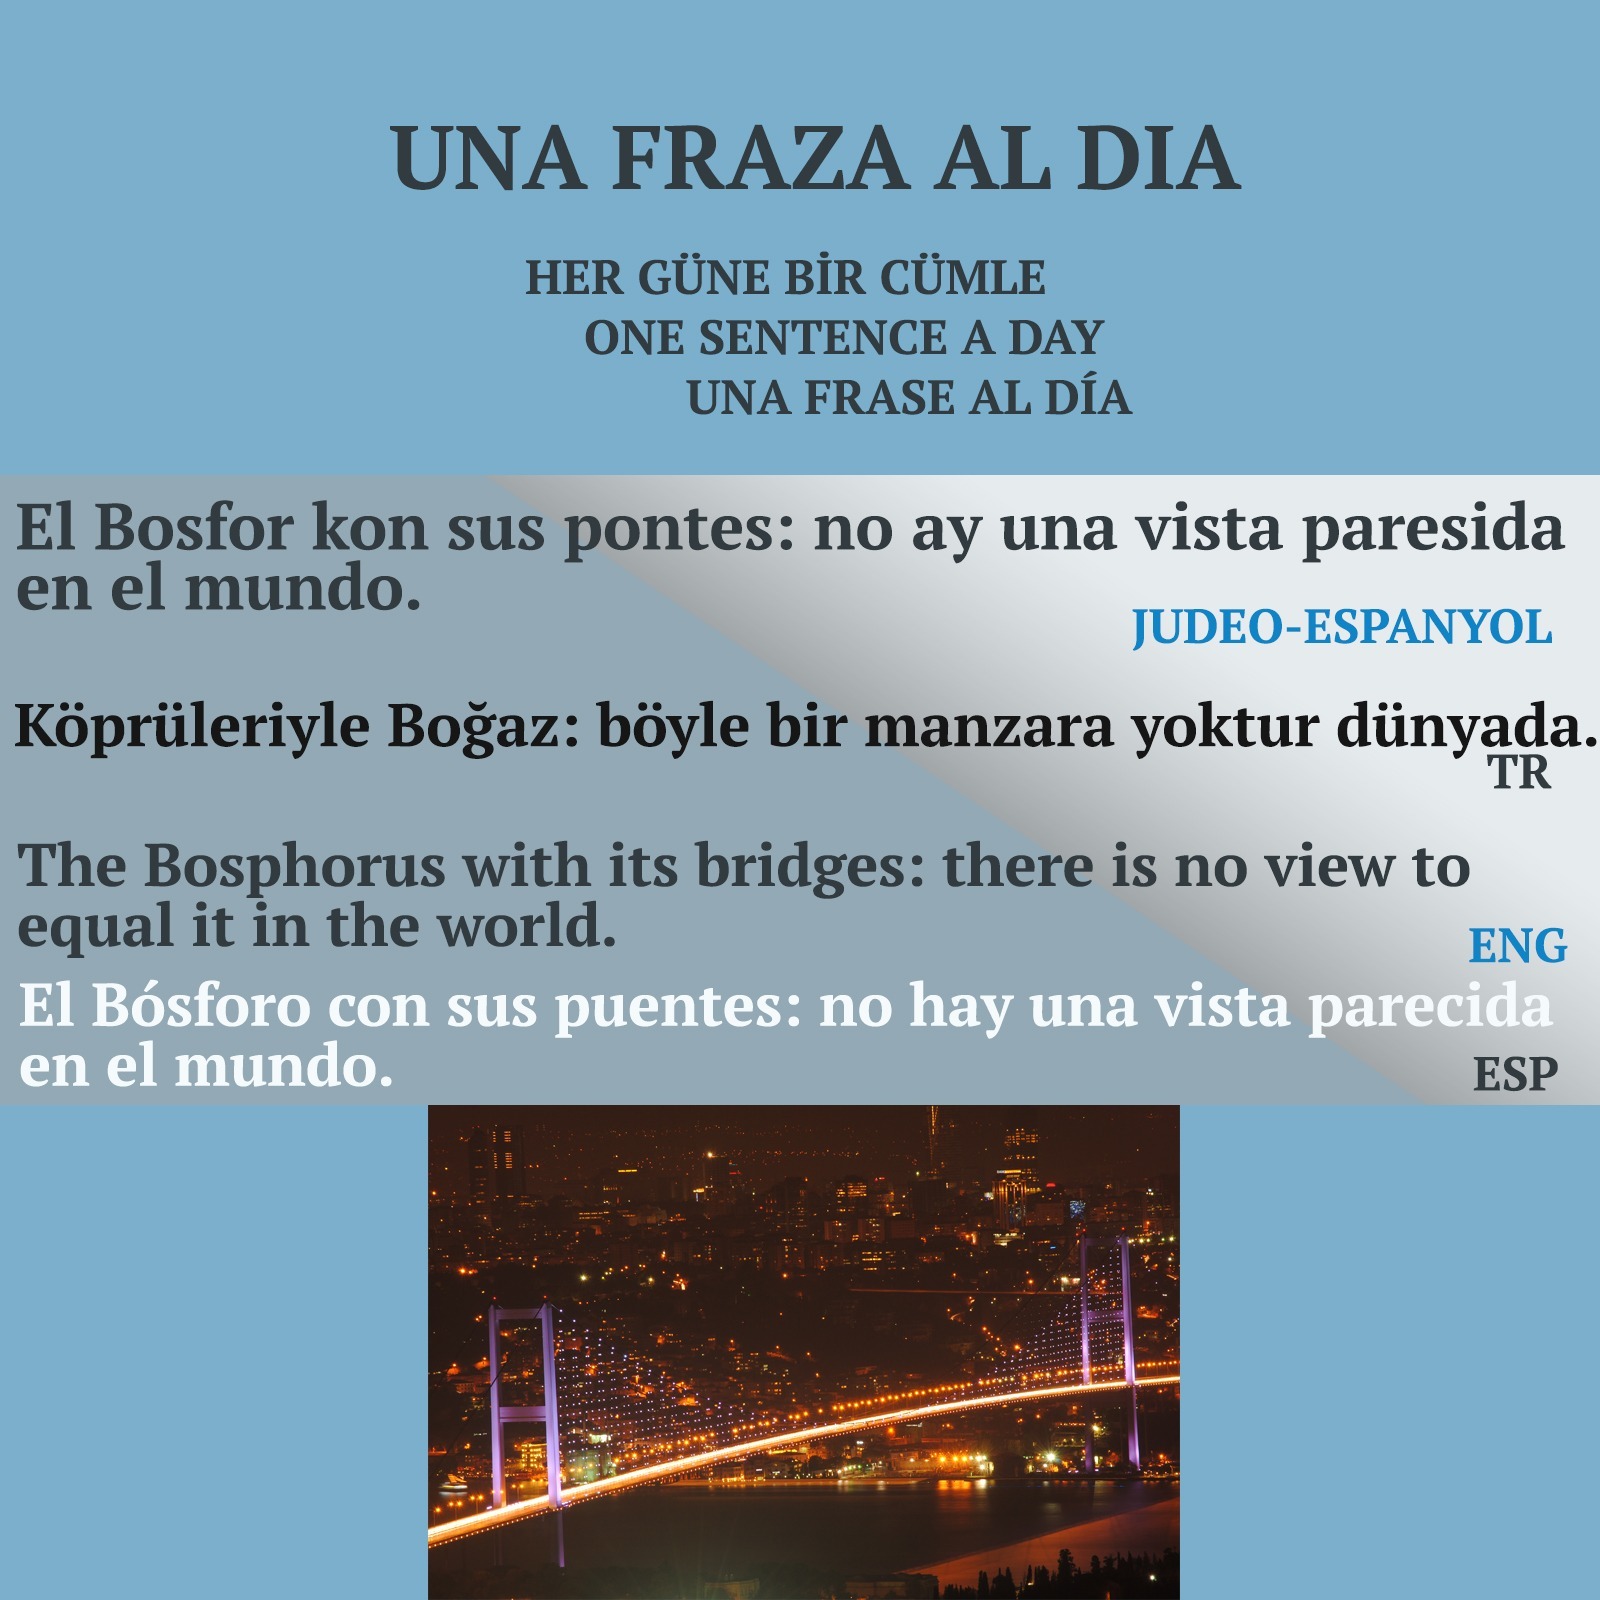 UNA FRAZA AL DIA
HER GÜNE BİR CÜMLE
ONE SENTENCE A DAY
UNA FRASE AL DÍA
El Bosfor kon sus pontes: no ay una vista paresida
en el mundo.
JUDEO-ESPANYOL
Köprüleriyle Boğaz: böyle bir manzara yoktur dünyada.
TR
The Bosphorus with its bridges: there is no view to
equal it in the world.
ENG
El Bósforo con sus puentes: no hay una vista parecida
en el mundo.
ESP